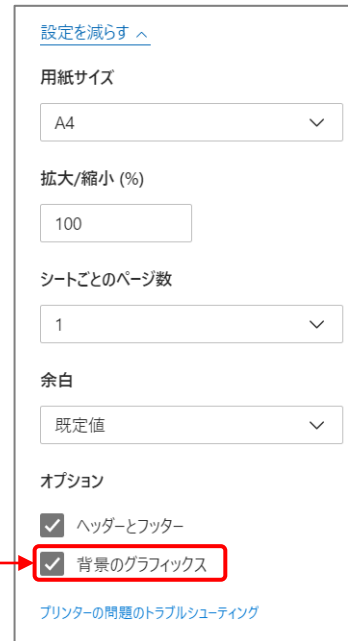 設定を減らす
用紙サイズ
A4
拡大/縮小 (%)
100
シートごとのページ数
1
余白
既定値
オプション
ヘッダーとフッター
背景のグラフィックス
プリンターの問題のトラブルシューティング